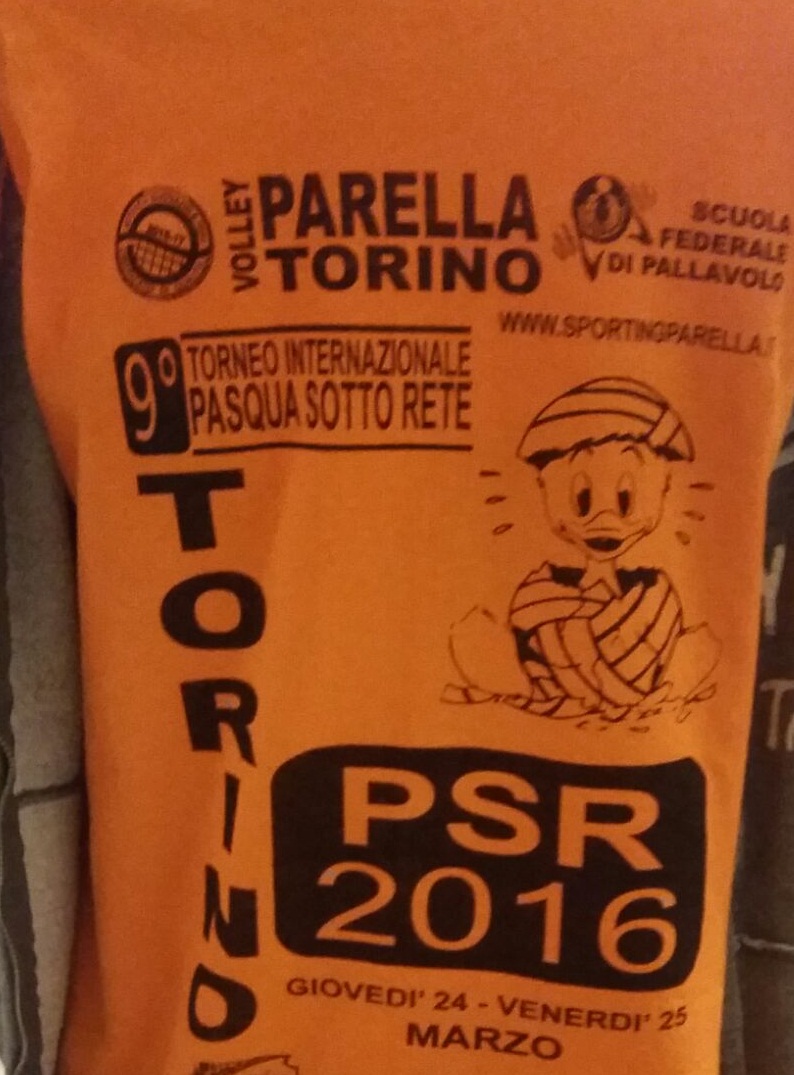 VOLLEY
PARELLA
TORINO
SCUOLA
FEDERALE
DI PALLAVOLO
WWW.SPORTINGPARELLA.
9°
TORNEO INTERNAZIONALE
PASQUA SOTTO RETE
TORINO
PSR
2016
GIOVEDI' 24 - VENERDI' 25
MARZO